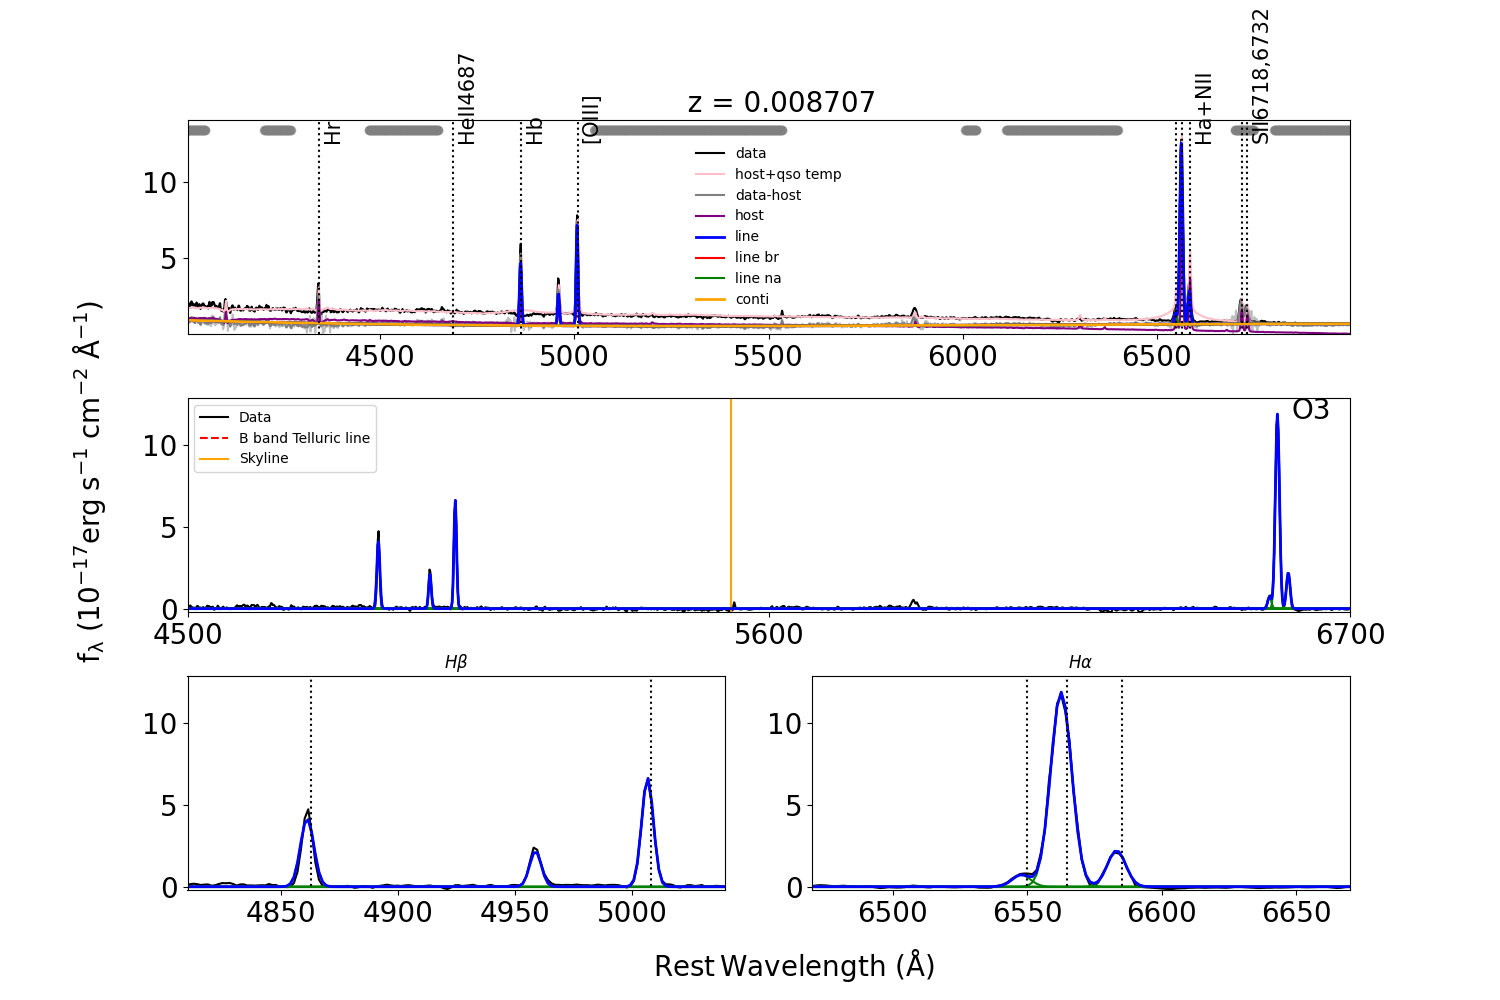 z = 0.008707
Hr
HeII4687
Hb
[OIII]
Ha+NII
SII6718,6732
data
host+qso temp
data-host
host
line
line br
line na
conti
10
5
4500 5000 5500 6000 6500
fλ (10−17erg s−1 cm−2 Å−1)
Data
B band Telluric line
Skyline
O3
10
5
0
4500 5600 6700
Hβ
Hα
10
5
0
4850 4900 4950 5000
10
5
0
6500 6550 6600 6650
Rest Wavelength (Å)